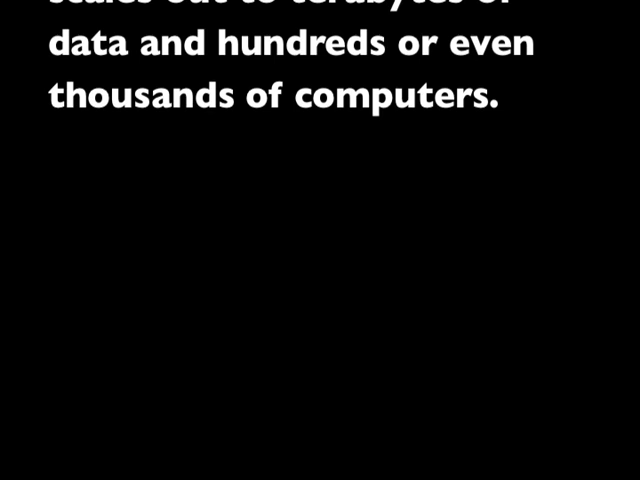 scales out to terabytes of
data and hundreds or even
thousands of computers.